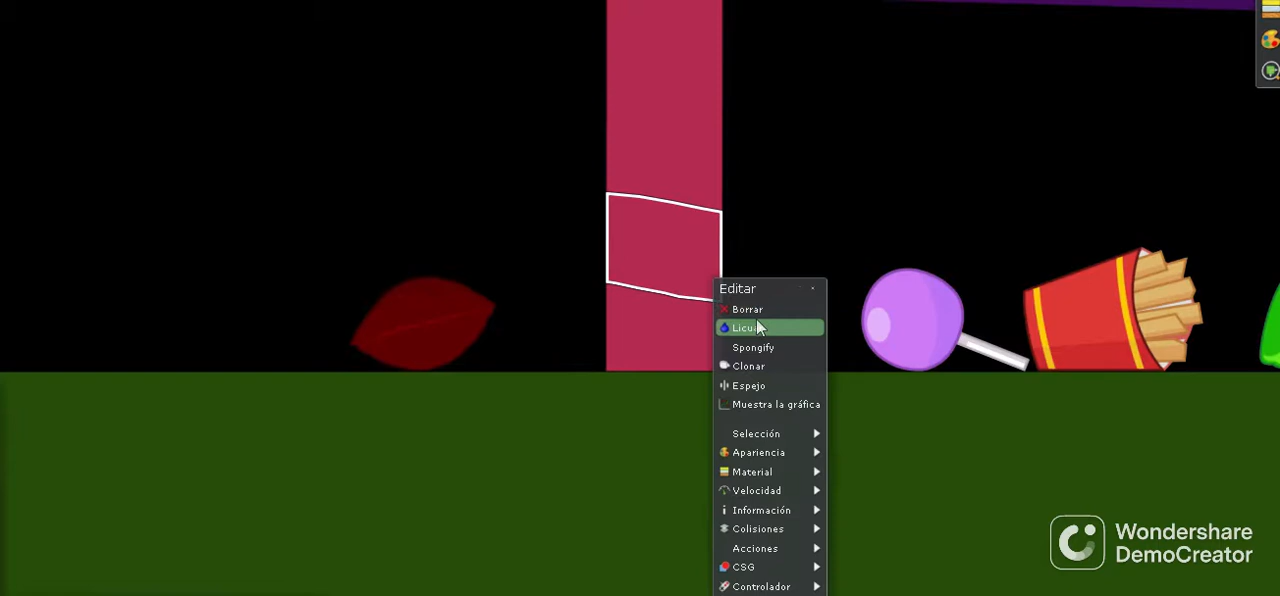 Editar
Borrar
Spongify
Clonar
Espejo
Muestra la gráfica
Selección
Apariencia
Material
Velocidad
Información
Colisiones
Acciones
CSG
Controlador
Wondershare
DemoCreator